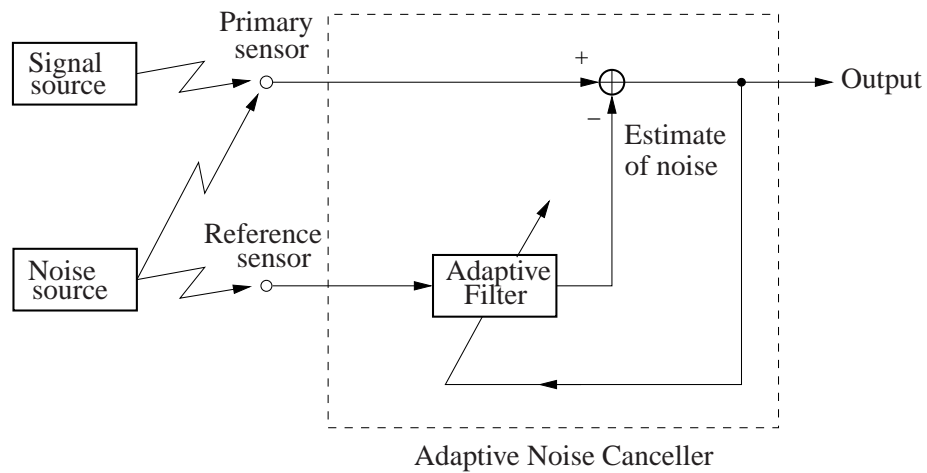 Signal
source
Primary
sensor
+
Output
−
Estimate
of noise
Noise
source
Reference
sensor
Adaptive
Filter
Adaptive Noise Canceller